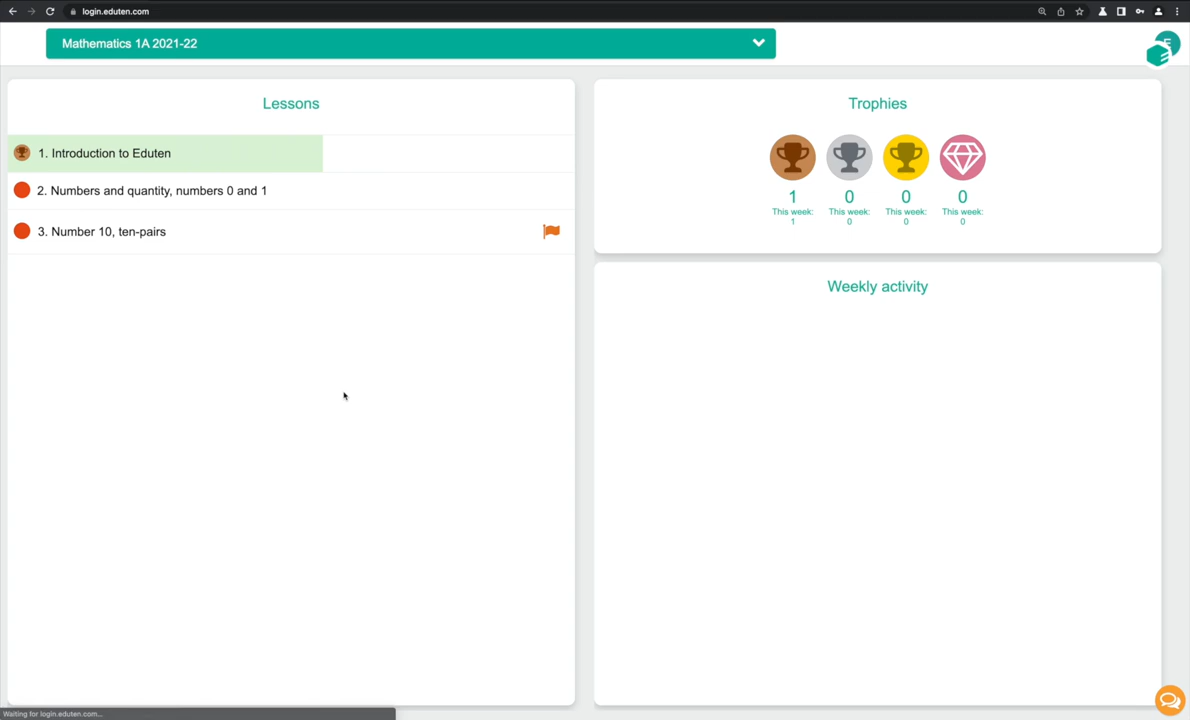 login.eduten.com
Mathematics 1A 2021-22
E
Lessons
1. Introduction to Eduten
2. Numbers and quantity, numbers 0 and 1
3. Number 10, ten-pairs
Trophies
1 0 0 0
This week: This week: This week: This week:
1 0 0 0
Weekly activity
Waiting for login.eduten.com...